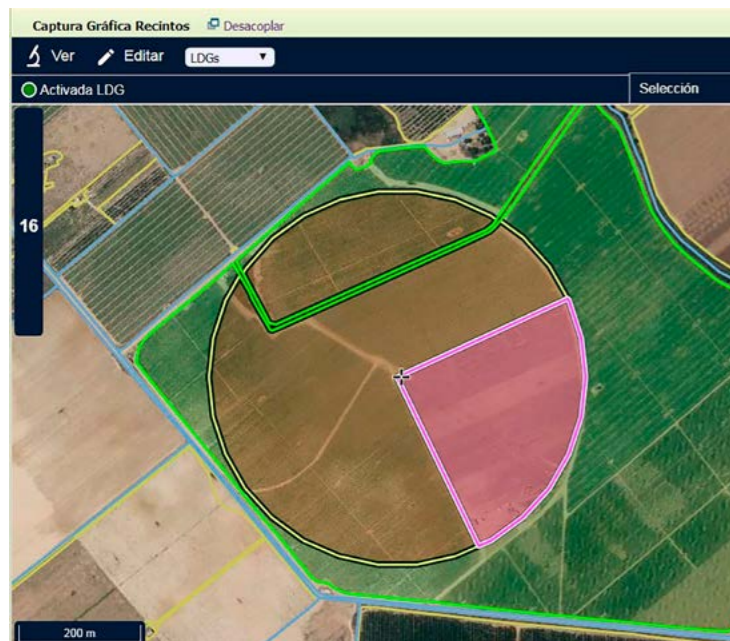 Captura Gráfica Recintos Desacoplar
Ver Editar LDGs
Activada LDG Selección
16
200 m